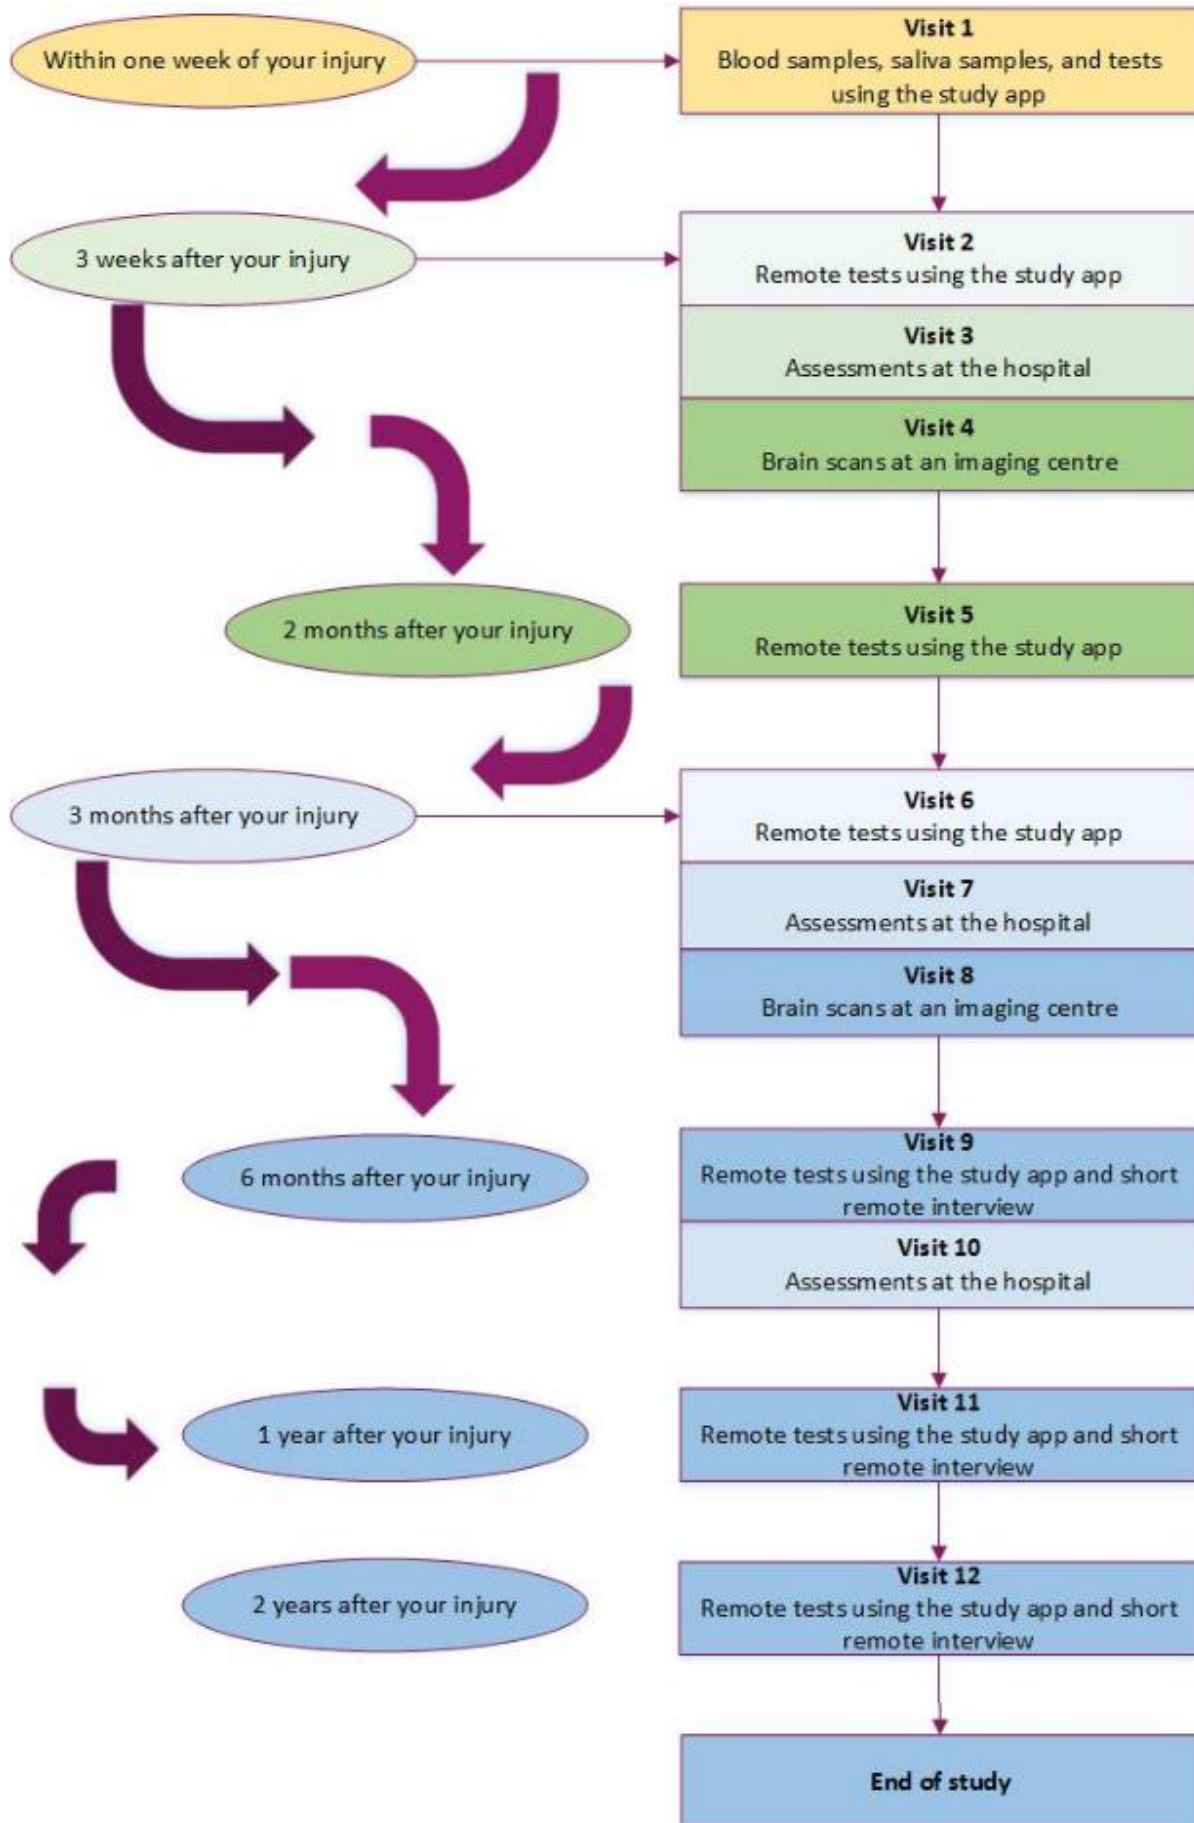 Within one week of your injury
Visit 1
Blood samples, saliva samples, and tests
using the study app
3 weeks after your injury
Visit 2
Remote tests using the study app
Visit 3
Assessments at the hospital
Visit 4
Brain scans at an imaging centre
2 months after your injury
Visit 5
Remote tests using the study app
3 months after your injury
Visit 6
Remote tests using the study app
Visit 7
Assessments at the hospital
Visit 8
Brain scans at an imaging centre
6 months after your injury
Visit 9
Remote tests using the study app and short
remote interview
Visit 10
Assessments at the hospital
1 year after your injury
Visit 11
Remote tests using the study app and short
remote interview
2 years after your injury
Visit 12
Remote tests using the study app and short
remote interview
End of study